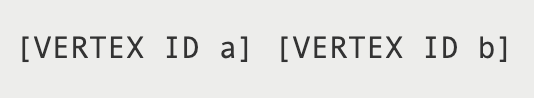 [VERTEX ID a] [VERTEX ID b]